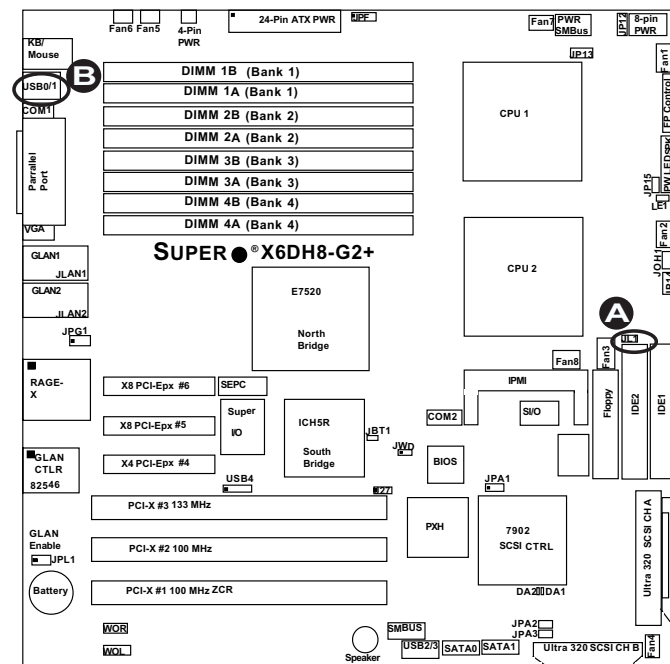 Fan6 Fan5
4-Pin
PWR
24-Pin ATX PWR
JPF
Fan7
PWR
SMBus
JP12
8-pin
PWR
KB/
Mouse
B
USB0/1
COM1
Parrallel
Port
VGA
GLAN1
JLAN1
GLAN2
JLAN2
JPG1
RAGE-
X
GLAN
CTLR
82546
GLAN
Enable
JPL1
Battery
WOR
WOL
DIMM 1B (Bank 1)
DIMM 1A (Bank 1)
DIMM 2B (Bank 2)
DIMM 2A (Bank 2)
DIMM 3B (Bank 3)
DIMM 3A (Bank 3)
DIMM 4B (Bank 4)
DIMM 4A (Bank 4)
SUPER ® X6DH8-G2+
E7520
North
Bridge
X8 PCI-Epx #6
SEPC
X8 PCI-Epx #5
Super
I/O
X4 PCI-Epx #4
ICH5R
South
Bridge
JBT1
USB4
J27
PCI-X #3 133 MHz
PCI-X #2 100 MHz
PCI-X #1 100 MHz ZCR
JP13
CPU 1
CPU 2
Fan1
FP Control
PWLEDSPK
JP15
LE1
Fan2
JOH1
JP14
A
JL1
Fan3
Fan8
IPMI
COM2
SI/O
JWD
BIOS
Floppy
IDE2
IDE1
JPA1
PXH
7902
SCSI CTRL
DA2 DA1
Ultra 320 SCSI CH A
JPA2
JPA3
SMBUS
Speaker
USB2/3
SATA0
SATA1
Ultra 320 SCSI CH B
Fan4